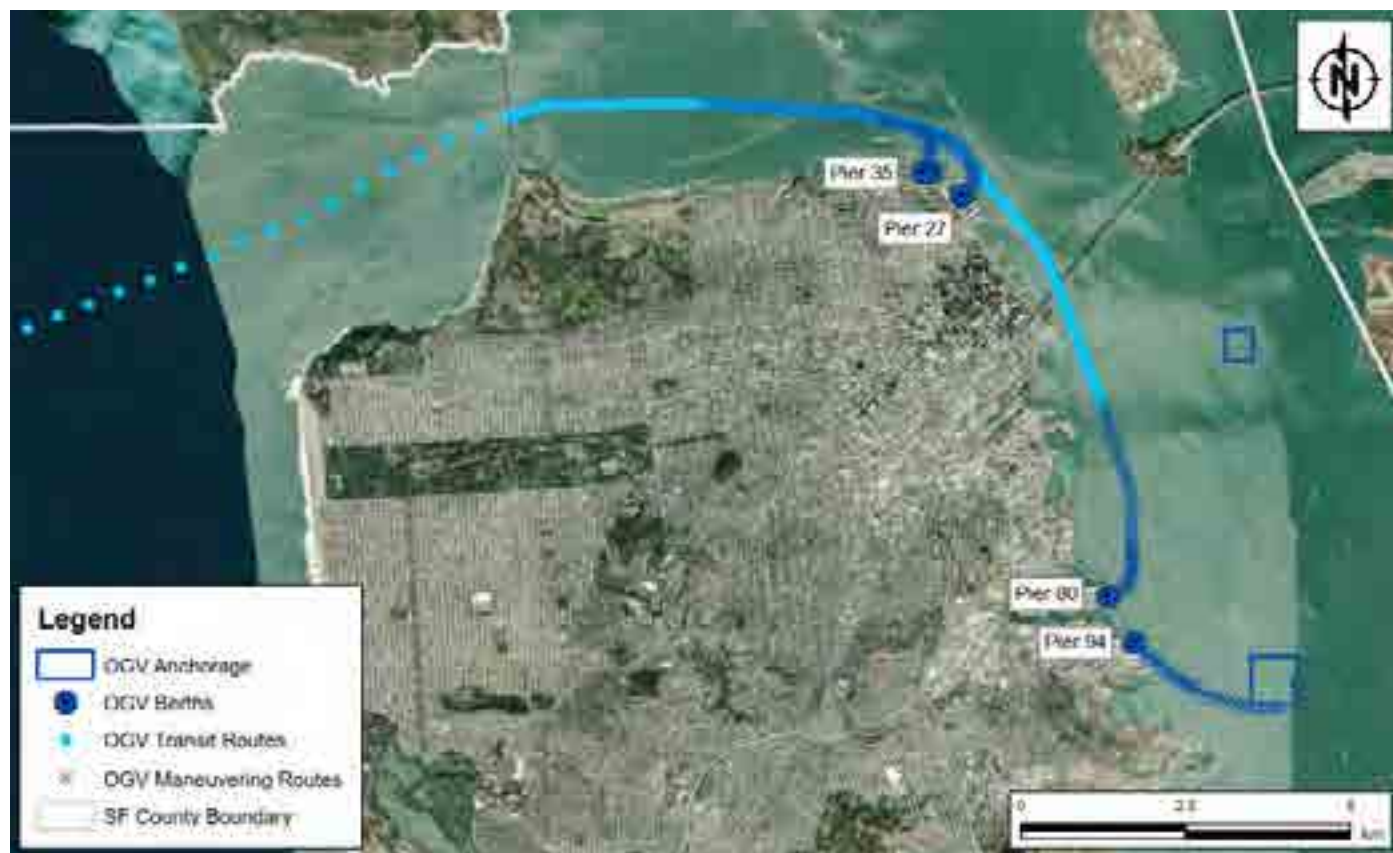 N
Pier 35
Pier 27
Pier 80
Pier 94
Legend
OGV Anchorage
OGV Berths
OGV Transit Routes
OGV Maneuvering Routes
SF County Boundary
0
km